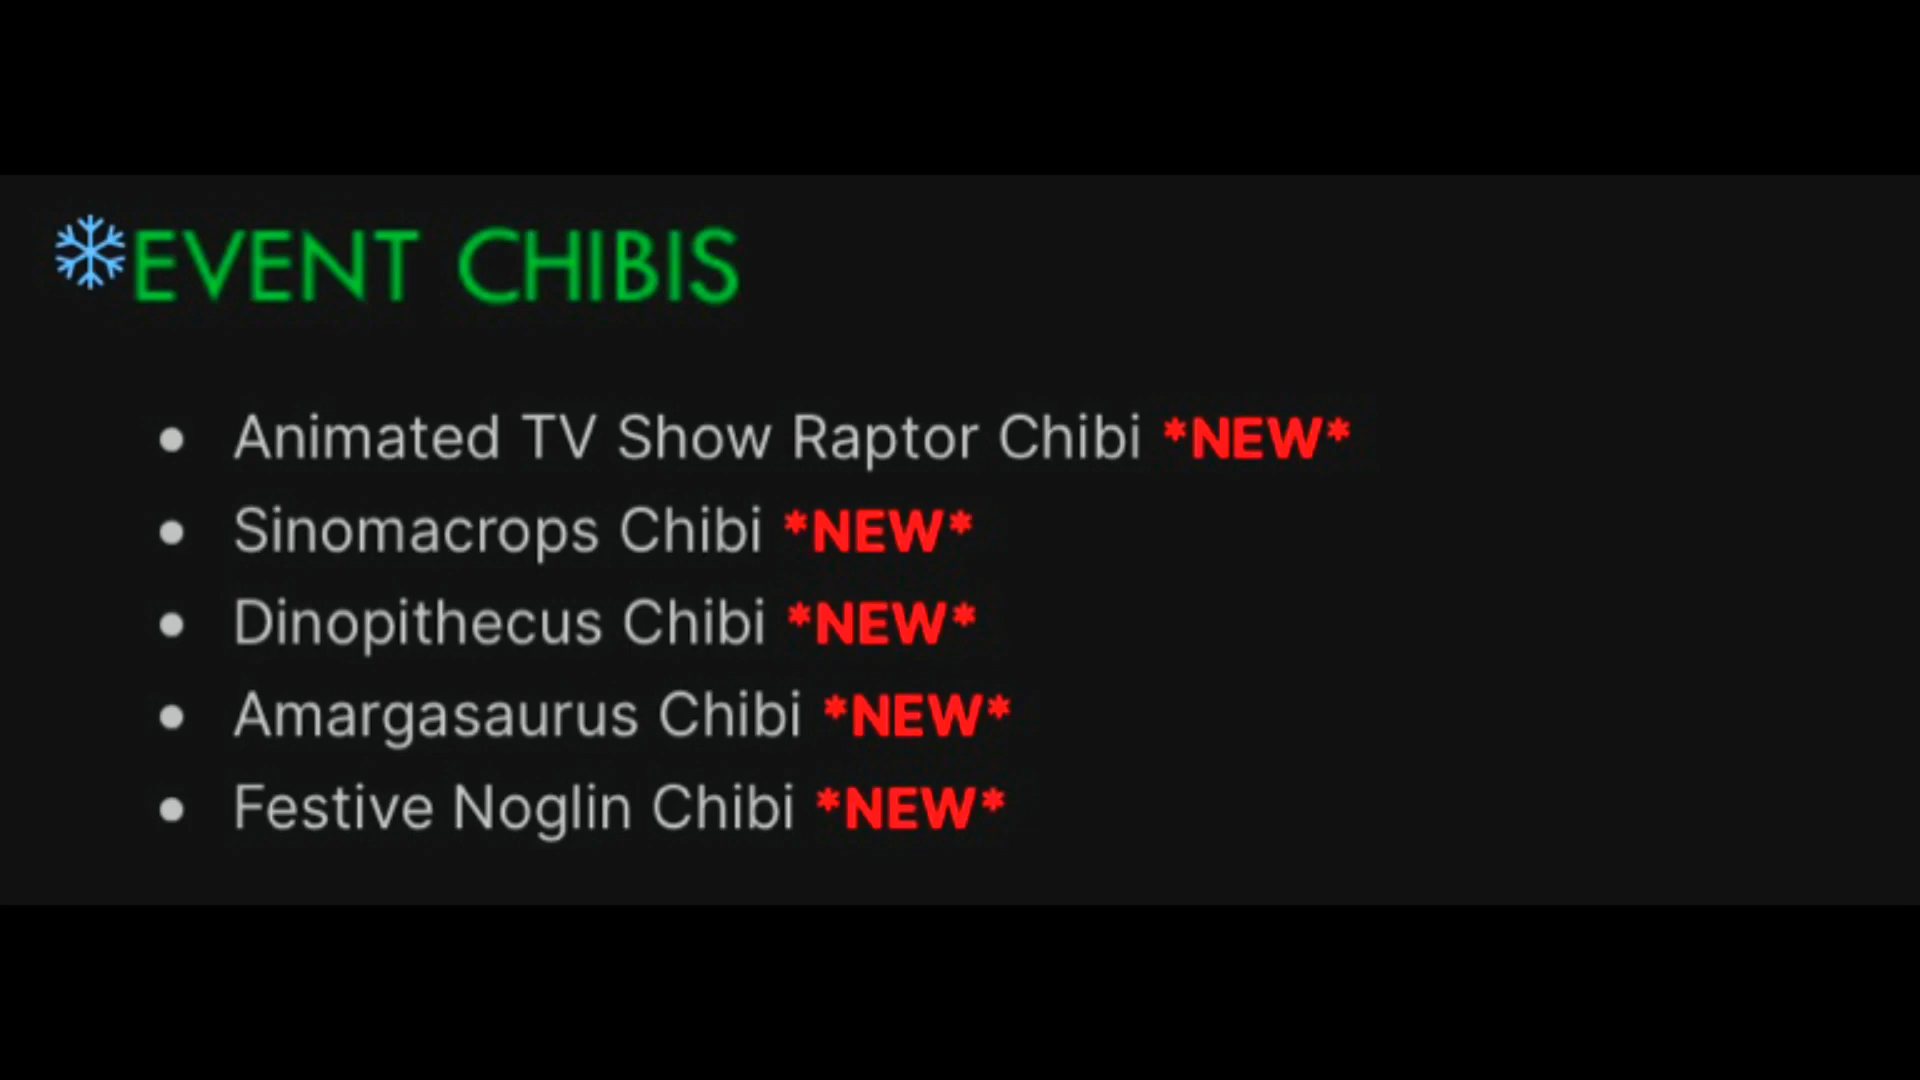 ❄EVENT CHIBIS
• Animated TV Show Raptor Chibi *NEW*
• Sinomacrops Chibi *NEW*
• Dinopithecus Chibi *NEW*
• Amargasaurus Chibi *NEW*
• Festive Noglin Chibi *NEW*